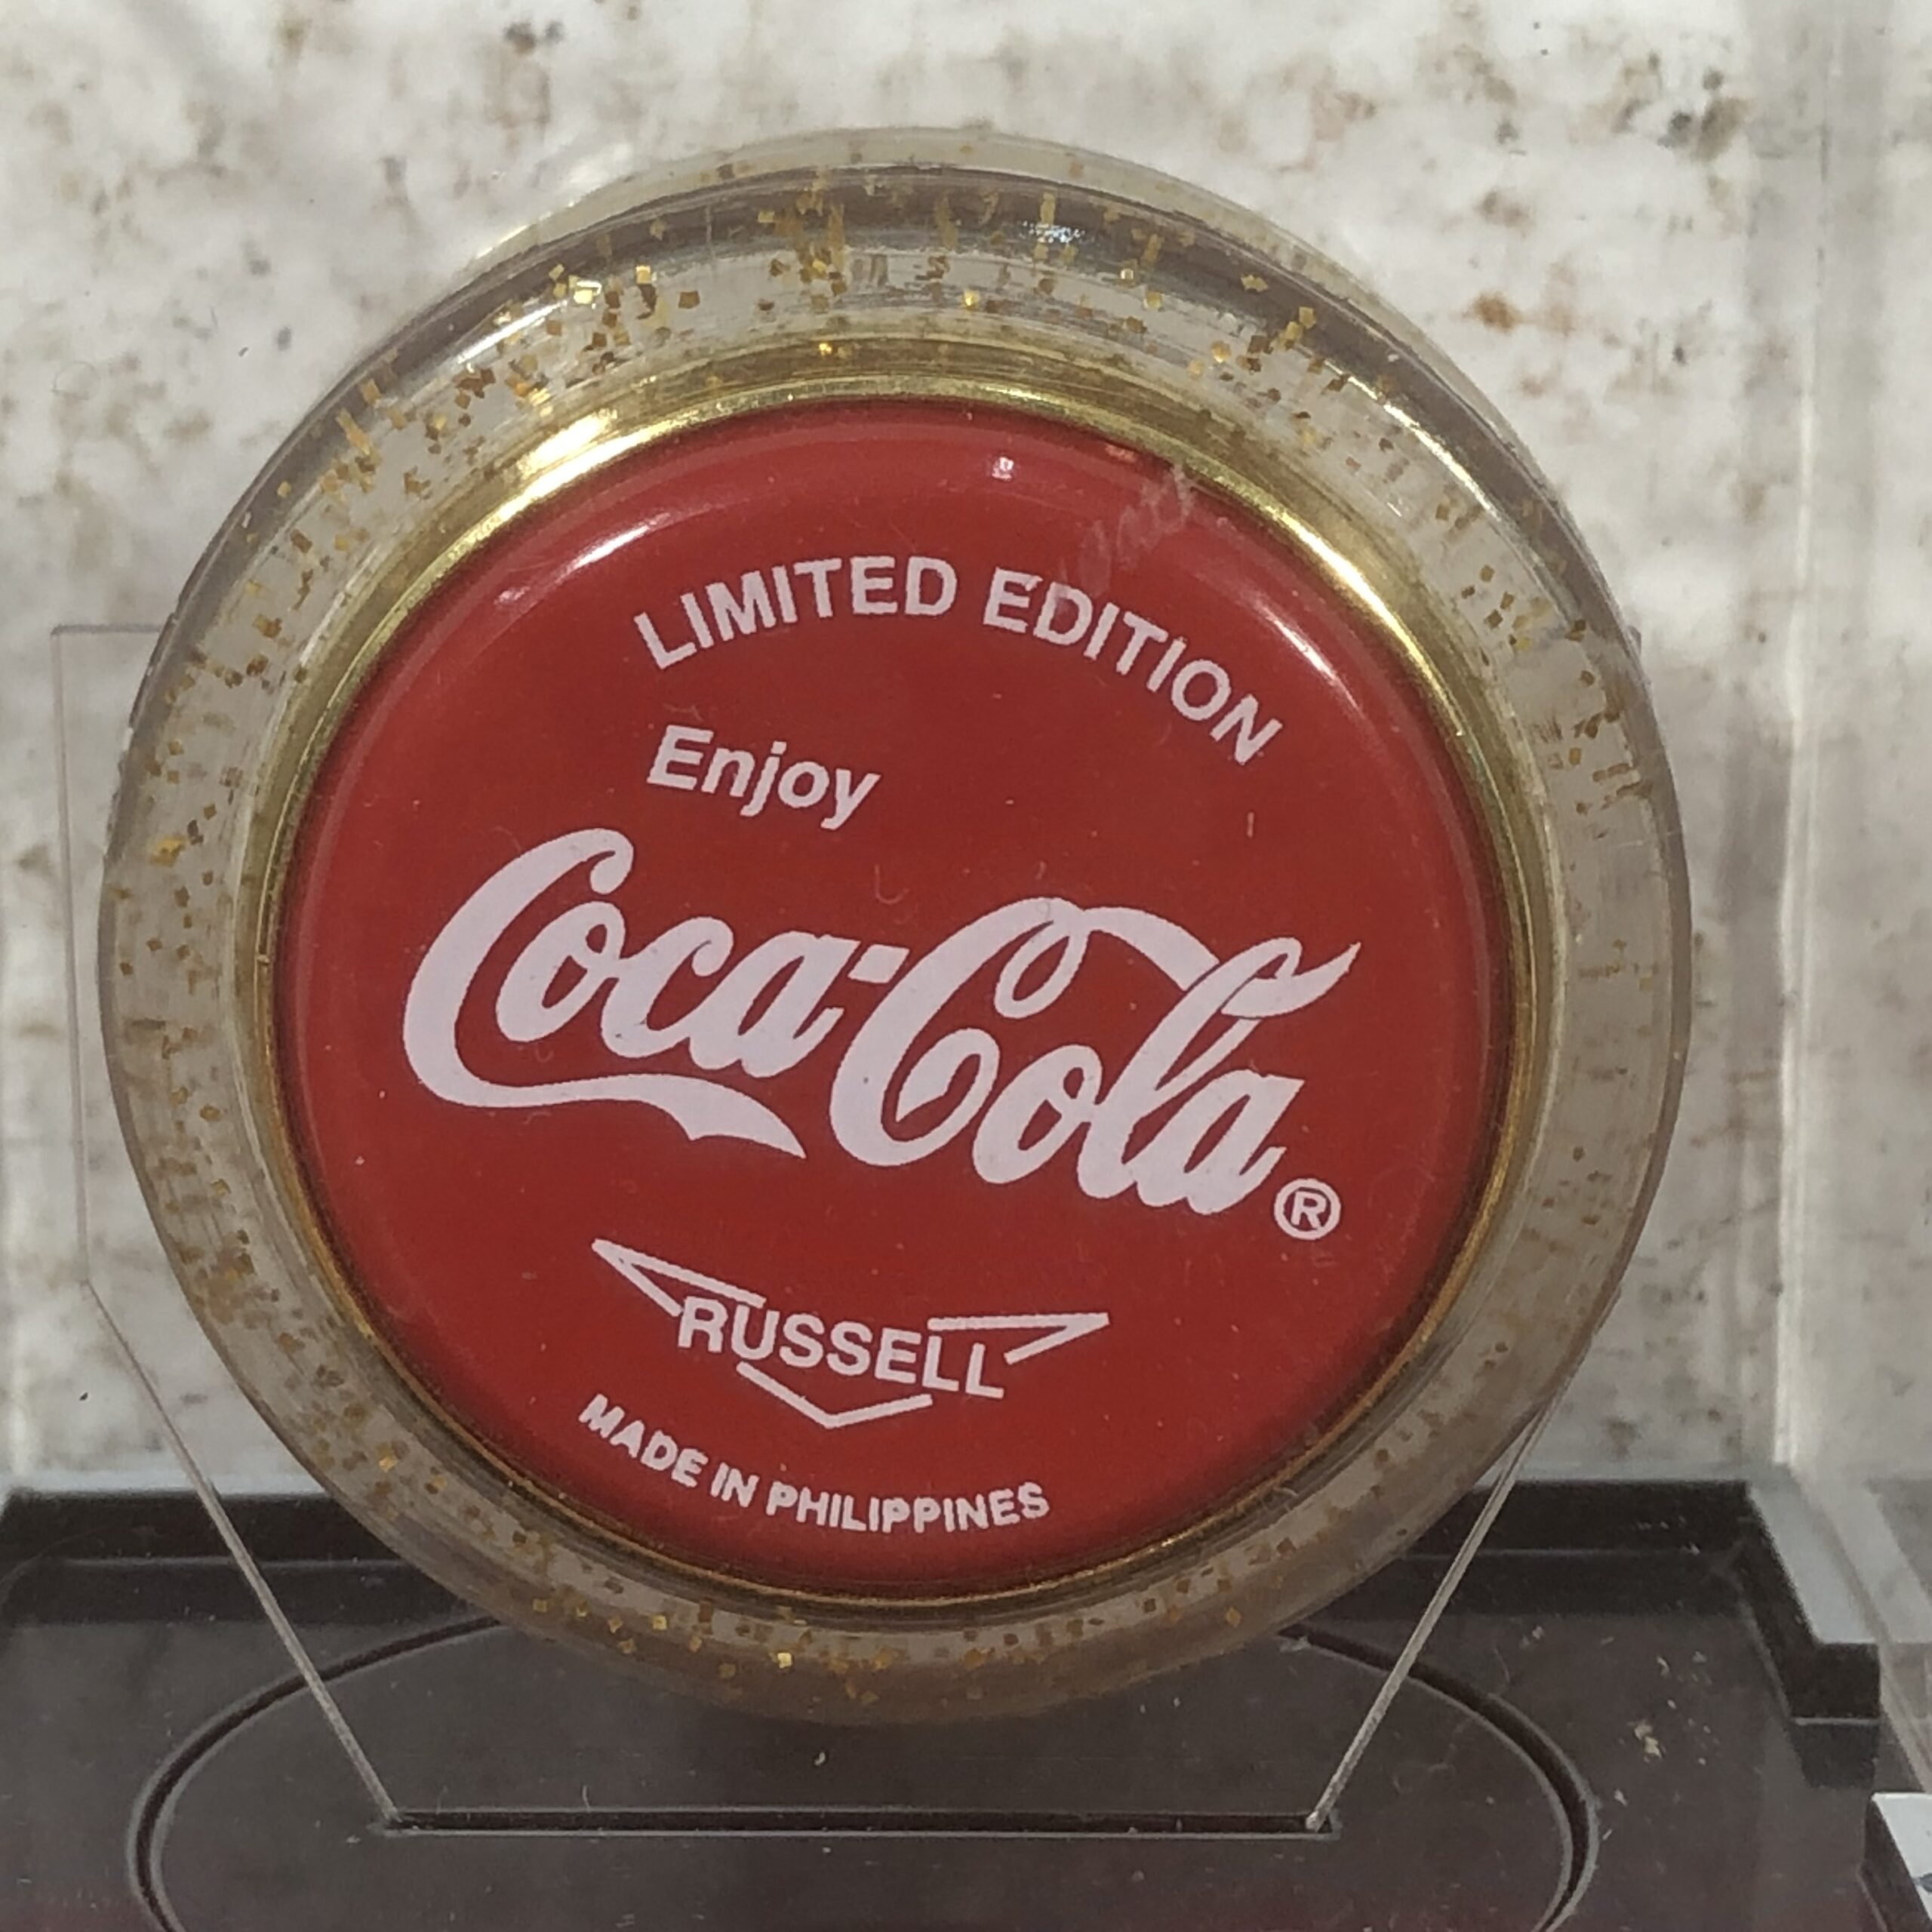 LIMITED EDITION
Enjoy
Coca-Cola®
RUSSELL
MADE IN PHILIPPINES